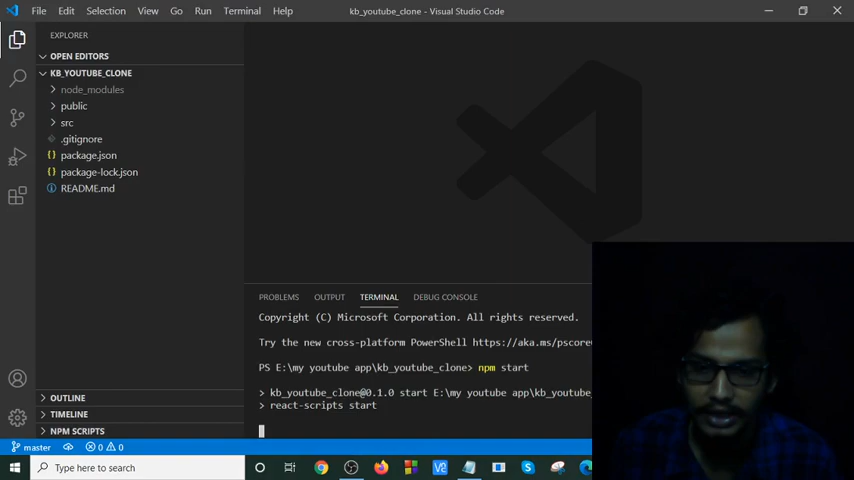 File Edit Selection View Go Run Terminal Help
kb_youtube_clone - Visual Studio Code
EXPLORER
OPEN EDITORS
KB_YOUTUBE_CLONE
node_modules
public
src
.gitignore
package.json
package-lock.json
README.md
OUTLINE
TIMELINE
NPM SCRIPTS
PROBLEMS OUTPUT TERMINAL DEBUG CONSOLE
Copyright (C) Microsoft Corporation. All rights reserved.
Try the new cross-platform PowerShell https://aka.ms/pscore
PS E:\my youtube app\kb_youtube_clone> npm start
> kb_youtube_clone@0.1.0 start E:\my youtube app\kb_youtube_
> react-scripts start
master 0 0
Type here to search